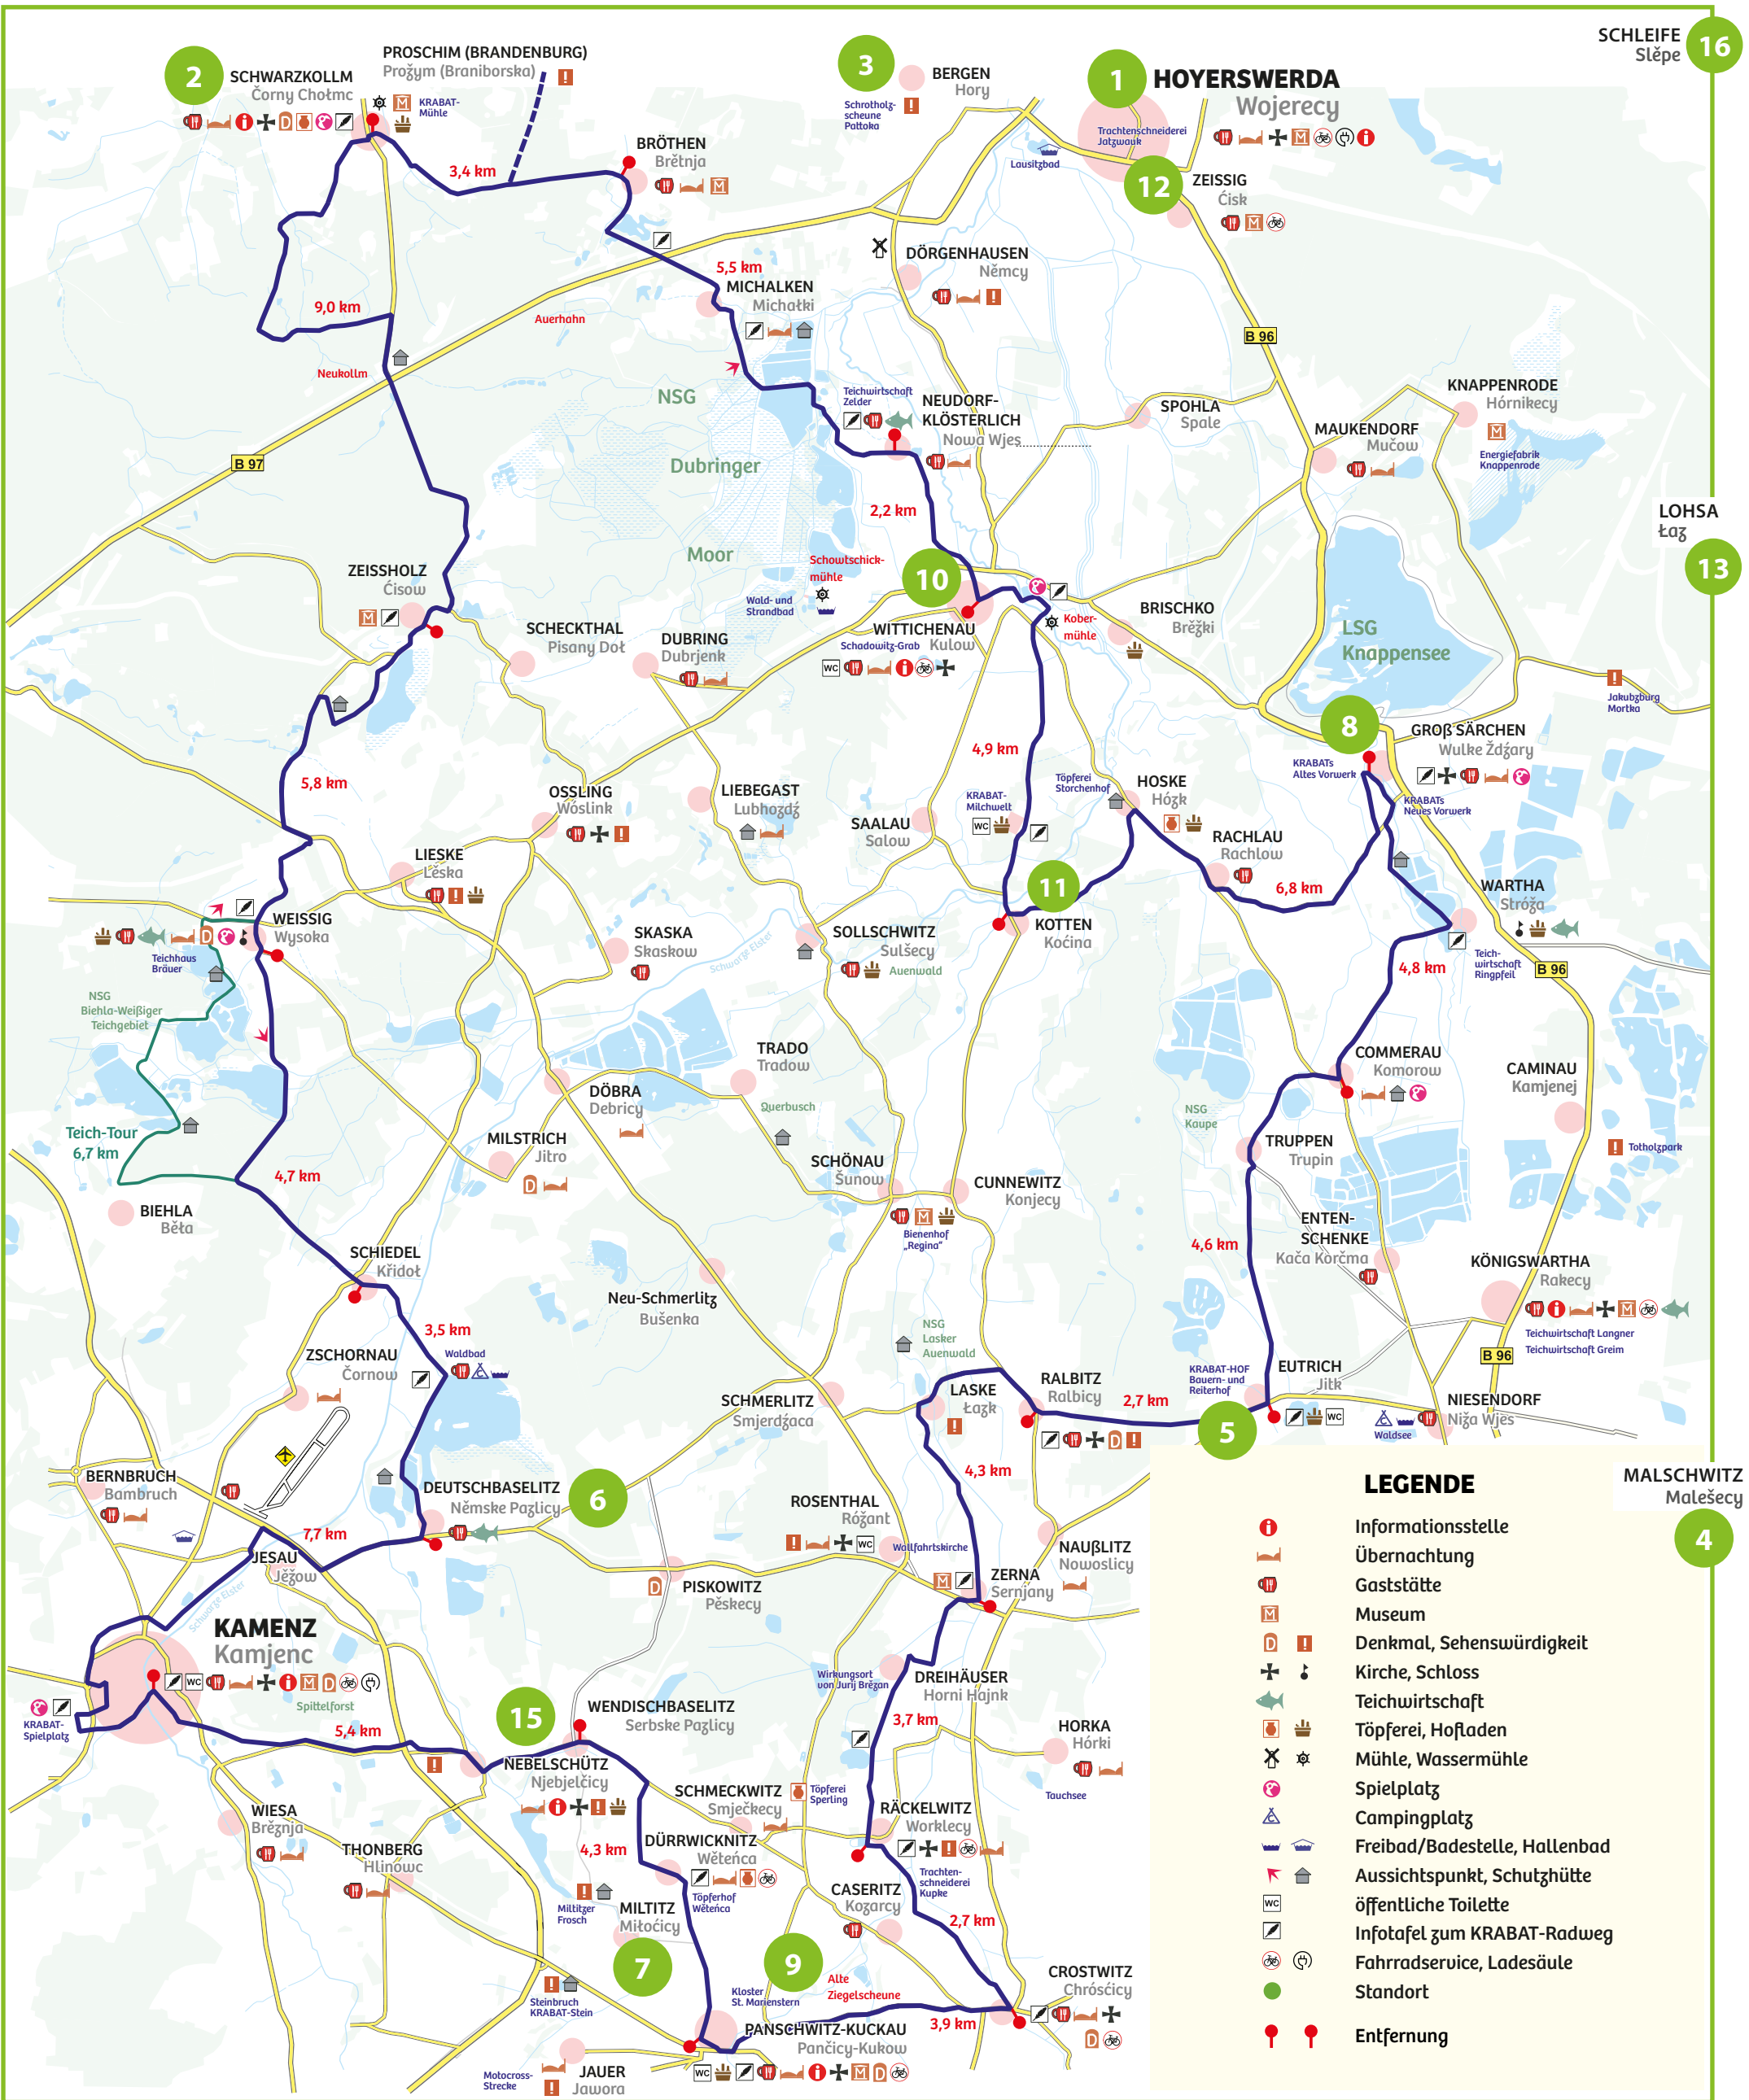 SCHLEIFE
Slěpe
16
2
SCHWARZKOLLM
Čorny Chołmc
PROSCHIM (BRANDENBURG)
Prožym (Braniborska)
KRABAT-
Mühle
3
BERGEN
Hory
Schrotholz-
scheune
Pattoka
1
HOYERSWERDA
Wojerecy
Trachtenschneiderei
Jatzwauk
Lausitzbad
12
ZEISSIG
Ćisk
BRÖTHEN
Brětnja
3,4 km
DÖRGENHAUSEN
Němcy
5,5 km
MICHALKEN
Michałki
9,0 km
Auerhahn
Neukollm
B 96
NSG
Dubringer
Moor
Teichwirtschaft
Zelder
NEUDORF-
KLÖSTERLICH
Nowa Wjes
SPOHLA
Spale
KNAPPENRODE
Hórnikecy
MAUKENDORF
Mučow
Energiefabrik
Knappenrode
B 97
2,2 km
LOHSA
Łaz
13
ZEISSHOLZ
Ćisow
Schowtschick-
mühle
Wald- und
Strandbad
10
WITTICHENAU
Kulow
Schadowitz-Grab
Kober-
mühle
BRISCHKO
Brěžki
LSG
Knappensee
SCHECKTHAL
Pisany Doł
DUBRING
Dubrjenk
Jakubzburg
Mortka
8
GROß SÄRCHEN
Wulke Ždźary
KRABATs
Altes Vorwerk
KRABATs
Neues Vorwerk
4,9 km
5,8 km
OSSLING
Wóslink
LIEBEGAST
Lubhozdź
KRABAT-
Milchwelt
Töpferei
Storchenhof
HOSKE
Hózk
SAALAU
Salow
RACHLAU
Rachlow
6,8 km
LIESKE
Lěska
11
KOTTEN
Koćina
WARTHA
Stróža
Teich-
wirtschaft
Ringpfeil
B 96
4,8 km
WEISSIG
Wysoka
Teichhaus
Bräuer
SKASKA
Skaskow
Schwarze Elster
SOLLSCHWITZ
Sulšecy
Auenwald
NSG
Biehla-Weißiger
Teichgebiet
TRADO
Tradow
COMMERAU
Komorow
CAMINAU
Kamjenej
DÖBRA
Debricy
Querbusch
NSG
Kaupe
Teich-Tour
6,7 km
MILSTRICH
Jitro
TRUPPEN
Trupin
Totholzpark
4,7 km
SCHÖNAU
Šunow
CUNNEWITZ
Konjecy
Bienenhof
„Regina“
BIEHLA
Běła
ENTEN-
SCHENKE
Kača Korčma
4,6 km
KÖNIGSWARTHA
Rakecy
Teichwirtschaft Langner
Teichwirtschaft Greim
SCHIEDEL
Křidoł
Neu-Schmerlitz
Bušenka
3,5 km
Waldbad
NSG
Lasker
Auenwald
B 96
ZSCHORNAU
Čornow
KRABAT-HOF
Bauern- und
Reiterhof
EUTRICH
Jitk
LASKE
Łazk
RALBITZ
Ralbicy
2,7 km
SCHMERLITZ
Smjerdźaca
5
Waldsee
NIESENDORF
Niža Wjes
4,3 km
BERNBRUCH
Bambruch
DEUTSCHBASELITZ
Němske Pazlicy
6
ROSENTHAL
Róžant
Wallfahrtskirche
MALSCHWITZ
Malešecy
4
7,7 km
JESAU
Jěžow
NAUßLITZ
Nowoslicy
ZERNA
Sernjany
PISKOWITZ
Pěskecy
Schwarze Elster
KAMENZ
Kamjenc
Spittelforst
KRABAT-
Spielplatz
5,4 km
Wirkungsort
von Jurij Brězan
DREIHÄUSER
Horni Hajnk
15
WENDISCHBASELITZ
Serbske Pazlicy
3,7 km
HORKA
Hórki
Tauchsee
NEBELSCHÜTZ
Njebjelčicy
SCHMECKWITZ
Smječkecy
Töpferei
Sperling
RÄCKELWITZ
Worklecy
WIESA
Brěznja
4,3 km
DÜRRWICKNITZ
Wěteńca
THONBERG
Hlinowc
Töpferhof
Wěteńca
Trachten-
schneiderei
Kupke
CASERITZ
Kozarcy
Miltitzer
Frosch
MILTITZ
Miłoćicy
2,7 km
7
9
Steinbruch
KRABAT-Stein
Kloster
St. Marienstern
Alte
Ziegelscheune
CROSTWITZ
Chrósćicy
3,9 km
PANSCHWITZ-KUCKAU
Pančicy-Kukow
JAUER
Jawora
Motocross-
Strecke
LEGENDE
Informationsstelle
Übernachtung
Gaststätte
Museum
Denkmal, Sehenswürdigkeit
Kirche, Schloss
Teichwirtschaft
Töpferei, Hofladen
Mühle, Wassermühle
Spielplatz
Campingplatz
Freibad/Badestelle, Hallenbad
Aussichtspunkt, Schutzhütte
WC öffentliche Toilette
Infotafel zum KRABAT-Radweg
Fahrradservice, Ladesäule
Standort
Entfernung